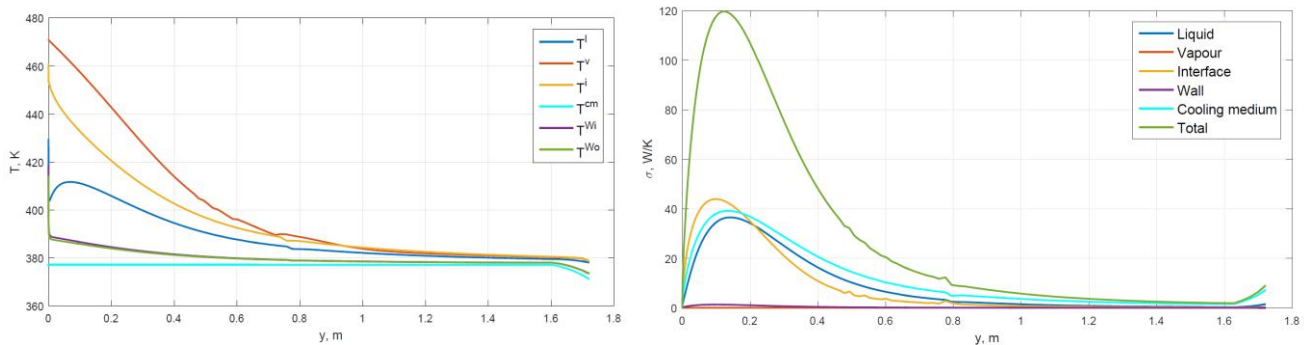 480
460
440
420
400
380
360
T, K
0
0.2
0.4
0.6
0.8
1
1.2
1.4
1.6
1.8
y, m
T^l
T^v
T^i
T^cm
T^Wi
T^Wo
120
100
80
60
40
20
0
σ, W/K
0
0.2
0.4
0.6
0.8
1
1.2
1.4
1.6
1.8
y, m
Liquid
Vapour
Interface
Wall
Cooling medium
Total